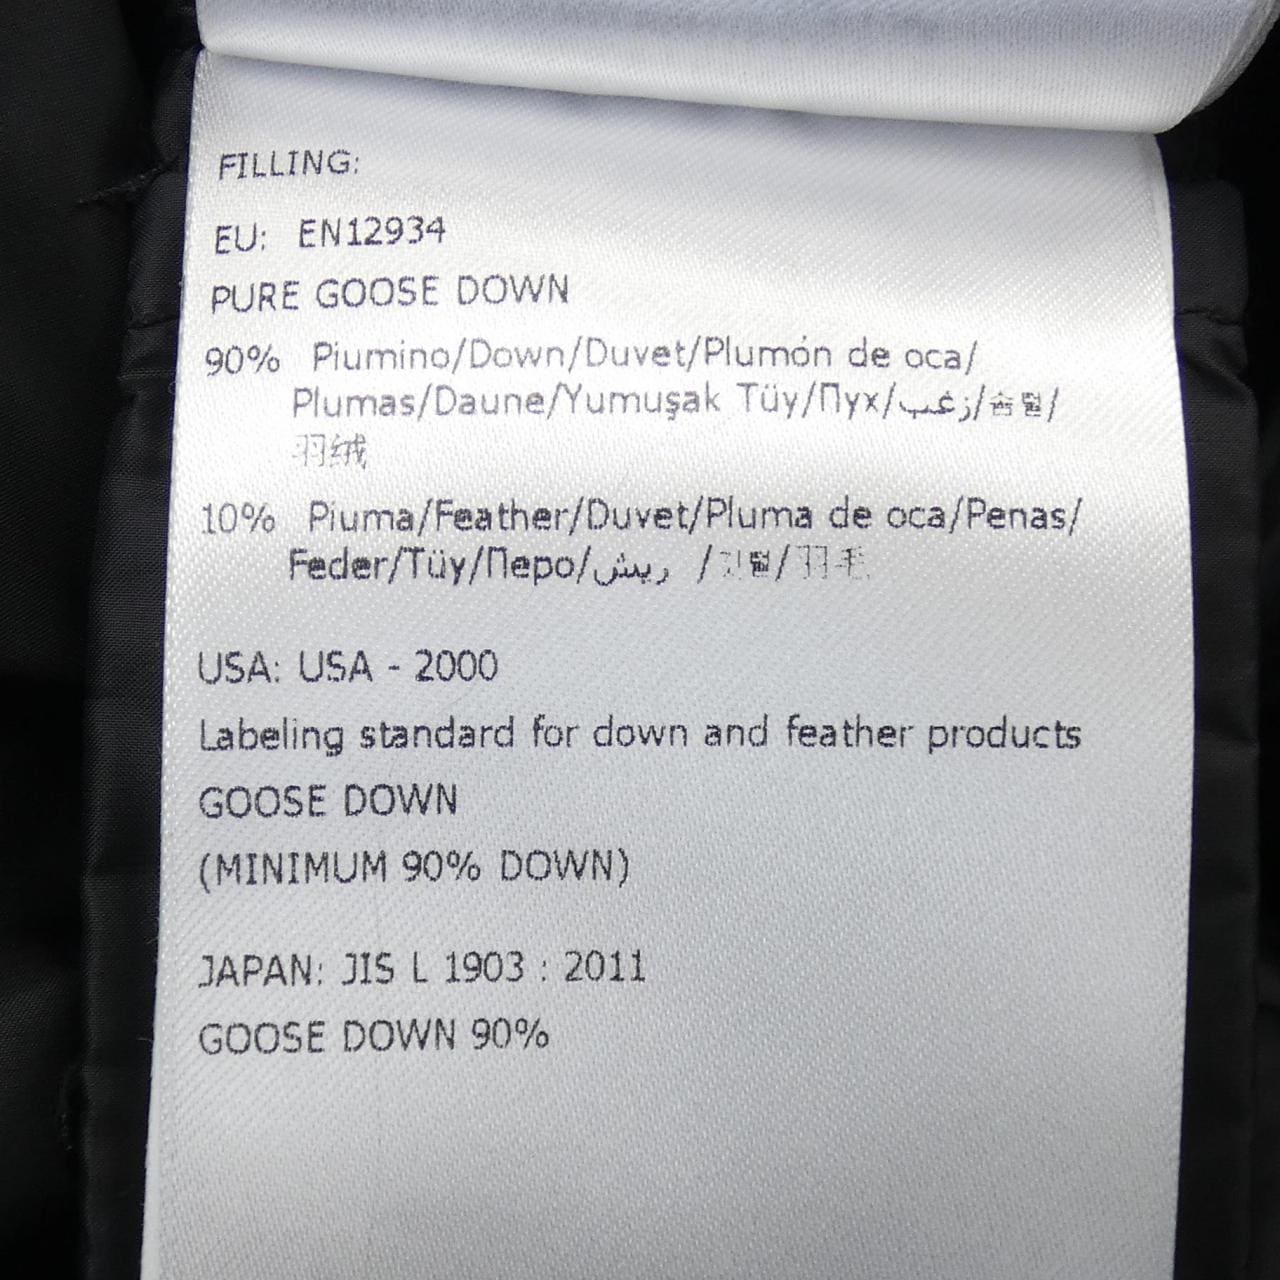 FILLING:
EU: EN12934
PURE GOOSE DOWN
90% Piumino/Down/Duvet/Plumón de oca/
Plumas/Daune/Yumuşak Tüy/Пух/زغب/솜털/
羽绒
10% Piuma/Feather/Duvet/Pluma de oca/Penas/
Feder/Tüy/Перо/ريش /깃털/羽毛
USA: USA - 2000
Labeling standard for down and feather products
GOOSE DOWN
(MINIMUM 90% DOWN)
JAPAN: JIS L 1903 : 2011
GOOSE DOWN 90%